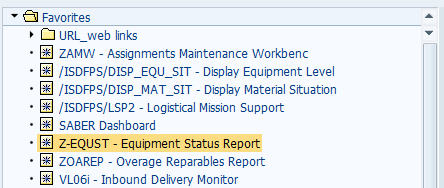 Favorites
URL_web links
ZAMW - Assignments Maintenance Workbenc
/ISDFPS/DISP_EQU_SIT - Display Equipment Level
/ISDFPS/DISP_MAT_SIT - Display Material Situation
/ISDFPS/LSP2 - Logistical Mission Support
SABER Dashboard
Z-EQUST - Equipment Status Report
ZOAREP - Overage Reparables Report
VL06i - Inbound Delivery Monitor